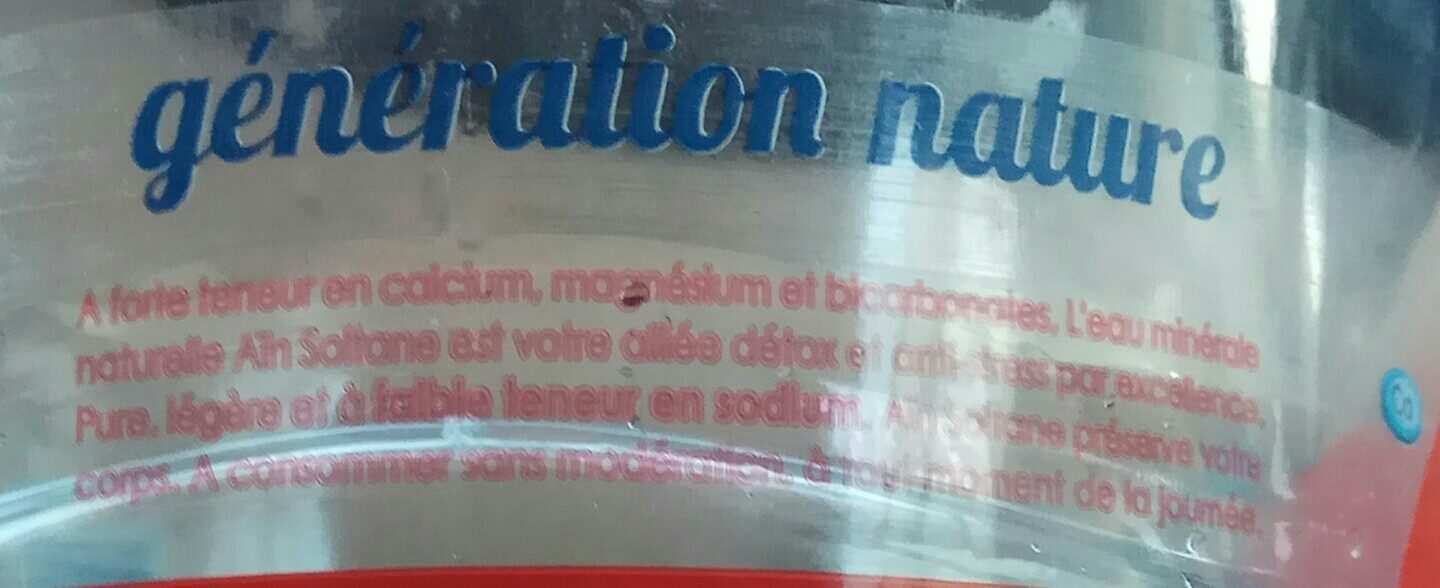 génération nature
A forte teneur en calcium, magnésium et bicarbonates. L'eau minérale
naturelle Aïn Soltane est votre alliée détox et anti-stress par excellence.
Pure, légère et à faible teneur en sodium, Aïn Soltane préserve votre
corps. A consommer sans modération, à tout moment de la journée.
Ca